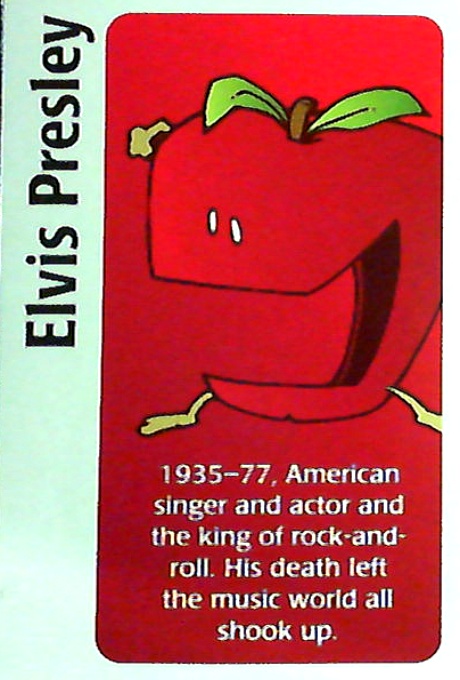 Elvis Presley
1935–77, American
singer and actor and
the king of rock-and-
roll. His death left
the music world all
shook up.